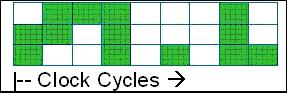 |-- Clock Cycles →